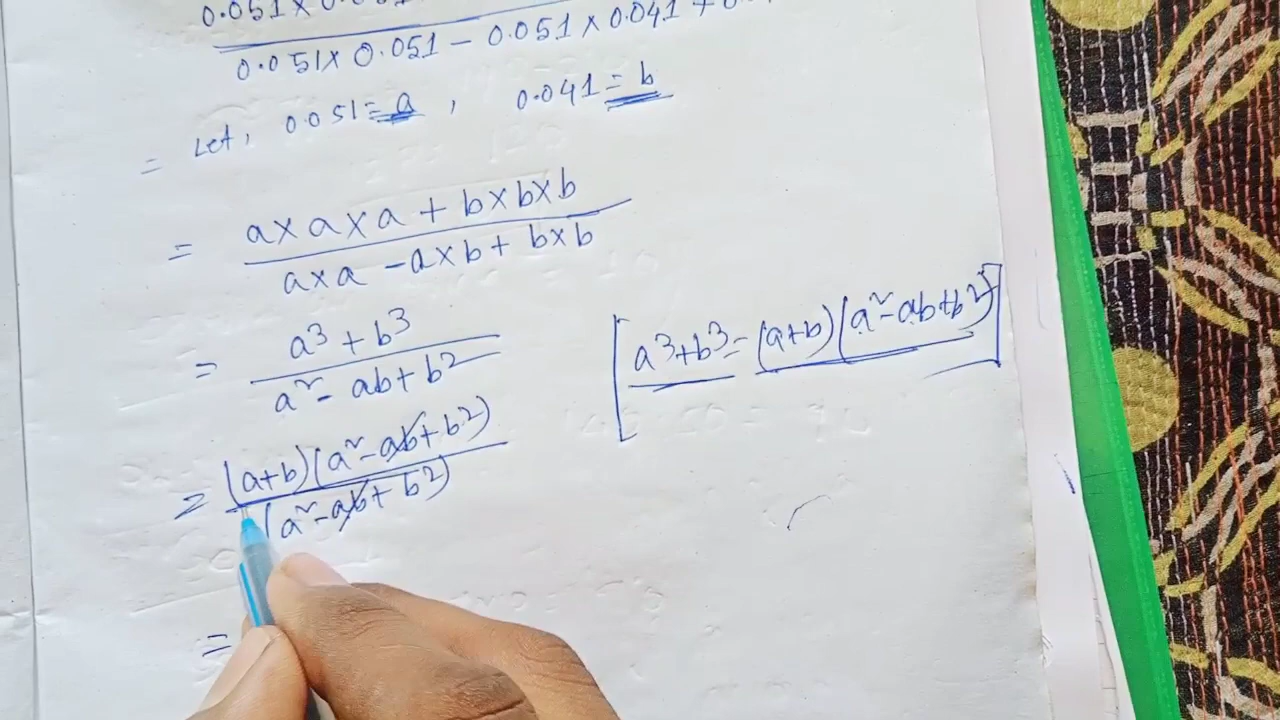 0.051 x
0.051 x 0.051 - 0.051 x 0.041 +
Let, 0.051 = a, 0.041 = b
=
= a x a x a + b x b x b
a x a - a x b + b x b
= a³ + b³
a² - ab + b²
[a³+b³ = (a+b)(a² - ab + b²)]
= (a+b)(a² - ab + b²)
(a² - ab + b²)
=